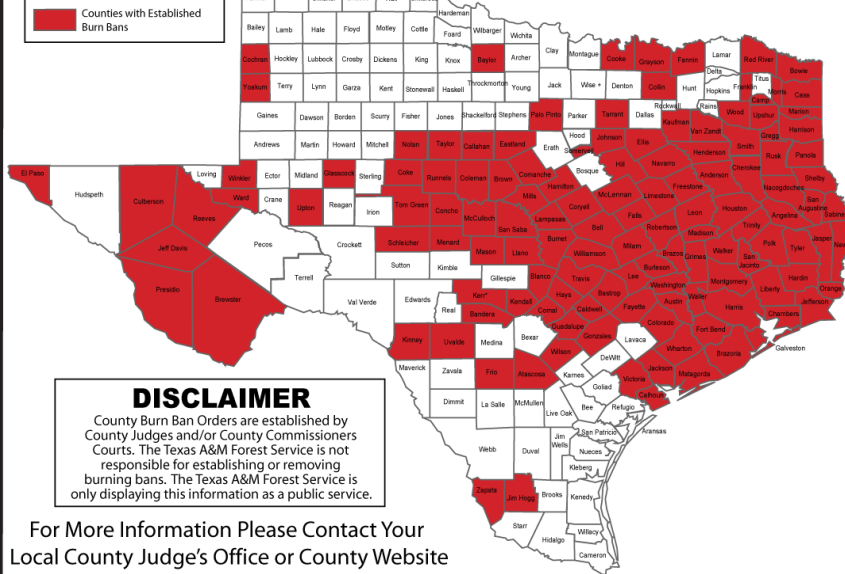 Counties with Established
Burn Bans
Hardeman
Bailey Lamb Hale Floyd Motley Cottle Foard Wilbarger Wichita Clay Montague Cooke Grayson Fannin Lamar Red River Bowie
Delta Titus
Cochran Hockley Lubbock Crosby Dickens King Knox Baylor Archer
Yoakum Terry Lynn Garza Kent Stonewall Haskell Throckmorton Young Jack Wise * Denton Collin Hunt Hopkins Franklin Camp Morris Cass
Rockwall Rains Wood Upshur Marion
Gaines Dawson Borden Scurry Fisher Jones Shackelford Stephens Palo Pinto Parker Tarrant Dallas Kaufman Van Zandt Gregg Harrison
Andrews Martin Howard Mitchell Nolan Taylor Callahan Eastland Erath Hood Somervell Johnson Ellis Henderson Smith Rusk Panola
El Paso Hudspeth Culberson Reeves Loving Winkler Ector Midland Glasscock Sterling Coke Runnels Coleman Brown Comanche Bosque Hill Navarro Anderson Cherokee Shelby
Ward Crane Upton Reagan Irion Tom Green Concho McCulloch Mills Hamilton McLennan Limestone Freestone Nacogdoches San Augustine Sabine
San Saba Lampasas Coryell Falls Leon Houston Angelina
Jeff Davis Pecos Crockett Schleicher Menard Mason Llano Burnet Bell Milam Robertson Madison Trinity Polk Tyler Jasper New
Brazos Grimes Walker San Jacinto
Presidio Brewster Terrell Sutton Kimble Gillespie Blanco Williamson Travis Lee Burleson Washington Montgomery Liberty Hardin Orange
Val Verde Edwards Real Kerr* Kendall Bandera Comal Hays Caldwell Bastrop Fayette Austin Waller Harris Chambers Jefferson
Guadalupe Gonzales Colorado Fort Bend Galveston
Kinney Uvalde Medina Bexar Wilson Lavaca Wharton Brazoria
Maverick Zavala Frio Atascosa Karnes DeWitt Victoria Jackson Matagorda
Goliad Calhoun
Dimmit La Salle McMullen Live Oak Bee Refugio
Aransas
San Patricio
Webb Duval Jim Wells Nueces
Kleberg
Zapata Jim Hogg Brooks Kenedy
Starr Hidalgo Willacy
Cameron
DISCLAIMER
County Burn Ban Orders are established by
County Judges and/or County Commissioners
Courts. The Texas A&M Forest Service is not
responsible for establishing or removing
burning bans. The Texas A&M Forest Service is
only displaying this information as a public service.
For More Information Please Contact Your
Local County Judge's Office or County Website